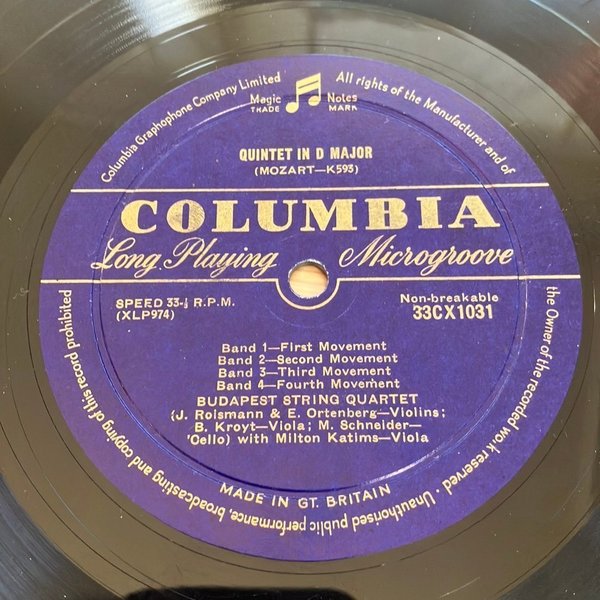 Columbia Graphophone Company Limited
Magic Notes
TRADE MARK
All rights of the Manufacturer and of
the Owner of the recorded work reserved · Unauthorised public performance, broadcasting and copying of this record prohibited
QUINTET IN D MAJOR
(MOZART—K593)
COLUMBIA
Long Playing Microgroove
SPEED 33-⅓ R.P.M.
(XLP974)
Non-breakable
33CX1031
Band 1—First Movement
Band 2—Second Movement
Band 3—Third Movement
Band 4—Fourth Movement
BUDAPEST STRING QUARTET
(J. Roismann & E. Ortenberg—Violins;
B. Kroyt—Viola; M. Schneider—
'Cello) with Milton Katims—Viola
MADE IN GT. BRITAIN